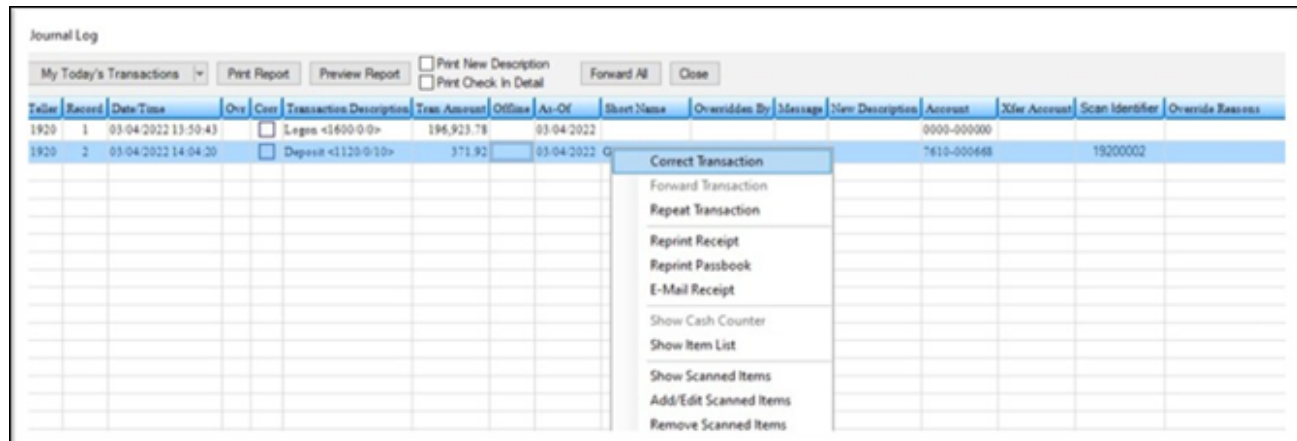 Journal Log
My Today's Transactions Print Report Preview Report Print New Description Forward All Close
Print Check In Detail
Teller Record Date/Time Ovr Corr Transaction Description Tran Amount Offline As-Of Short Name Overridden By Message New Description Account Xfer Account Scan Identifier Override Reasons
1920 1 03/04/2022 13:50:43 Logon <1600/0/0> 196,923.78 03/04/2022 0000-000000
1920 2 03/04/2022 14:04:20 Deposit <1120/0/10> 371.92 03/04/2022 G 7610-000668 19200002
Correct Transaction
Forward Transaction
Repeat Transaction
Reprint Receipt
Reprint Passbook
E-Mail Receipt
Show Cash Counter
Show Item List
Show Scanned Items
Add/Edit Scanned Items
Remove Scanned Items